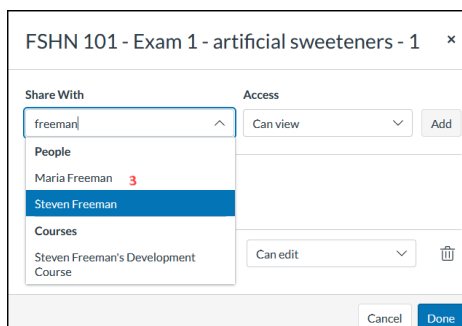 FSHN 101 - Exam 1 - artificial sweeteners - 1 ×
Share With Access
freeman Can view Add
People
Maria Freeman 3
Steven Freeman
Courses
Steven Freeman's Development
Course
Can edit
Cancel Done